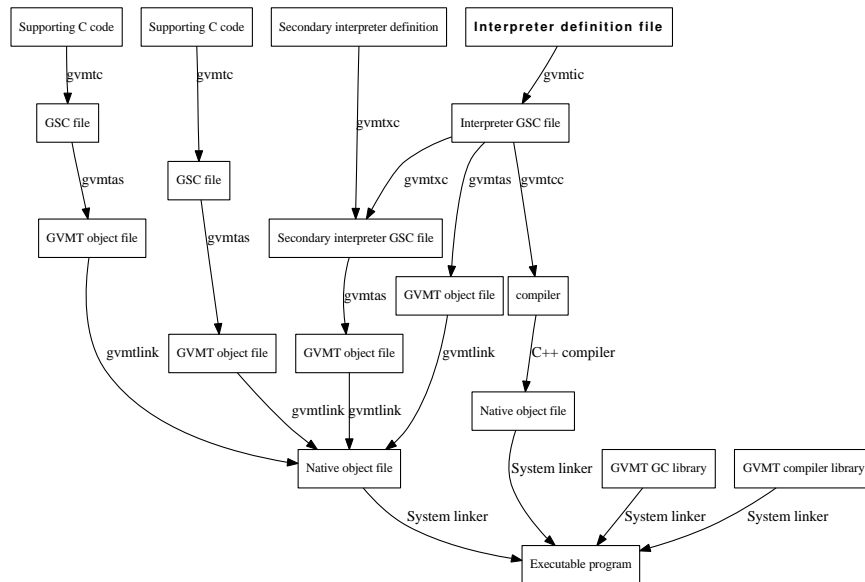 Supporting C code
Supporting C code
Secondary interpreter definition
Interpreter definition file
gvmtc
gvmtc
gvmtic
GSC file
Interpreter GSC file
gvmtxc
GSC file
gvmtas
gvmtxc
gvmtas
gvmtcc
GVMT object file
gvmtas
Secondary interpreter GSC file
gvmtas
GVMT object file
compiler
gvmtlink
GVMT object file
GVMT object file
gvmtlink
C++ compiler
gvmtlink
gvmtlink
Native object file
Native object file
System linker
GVMT GC library
GVMT compiler library
System linker
System linker
System linker
Executable program